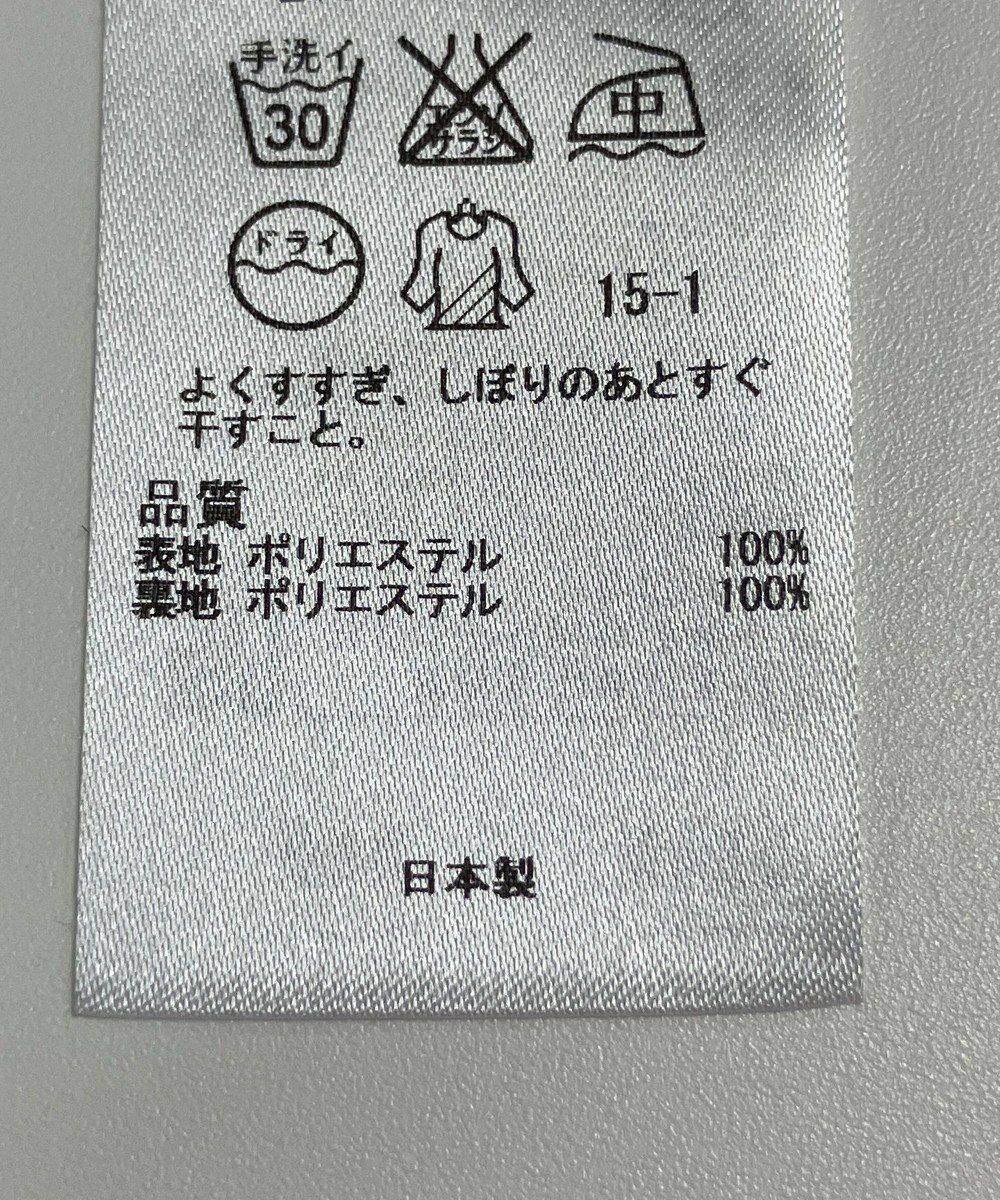 手洗イ
30
エンソ
サラシ
中
ドライ
15-1
よくすすぎ、しぼりのあとすぐ
干すこと。
品質
表地 ポリエステル 100%
裏地 ポリエステル 100%
日本製